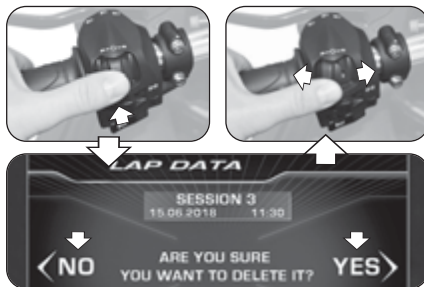 LAP DATA
SESSION 3
15.06.2018 11:30
NO
ARE YOU SURE
YOU WANT TO DELETE IT?
YES